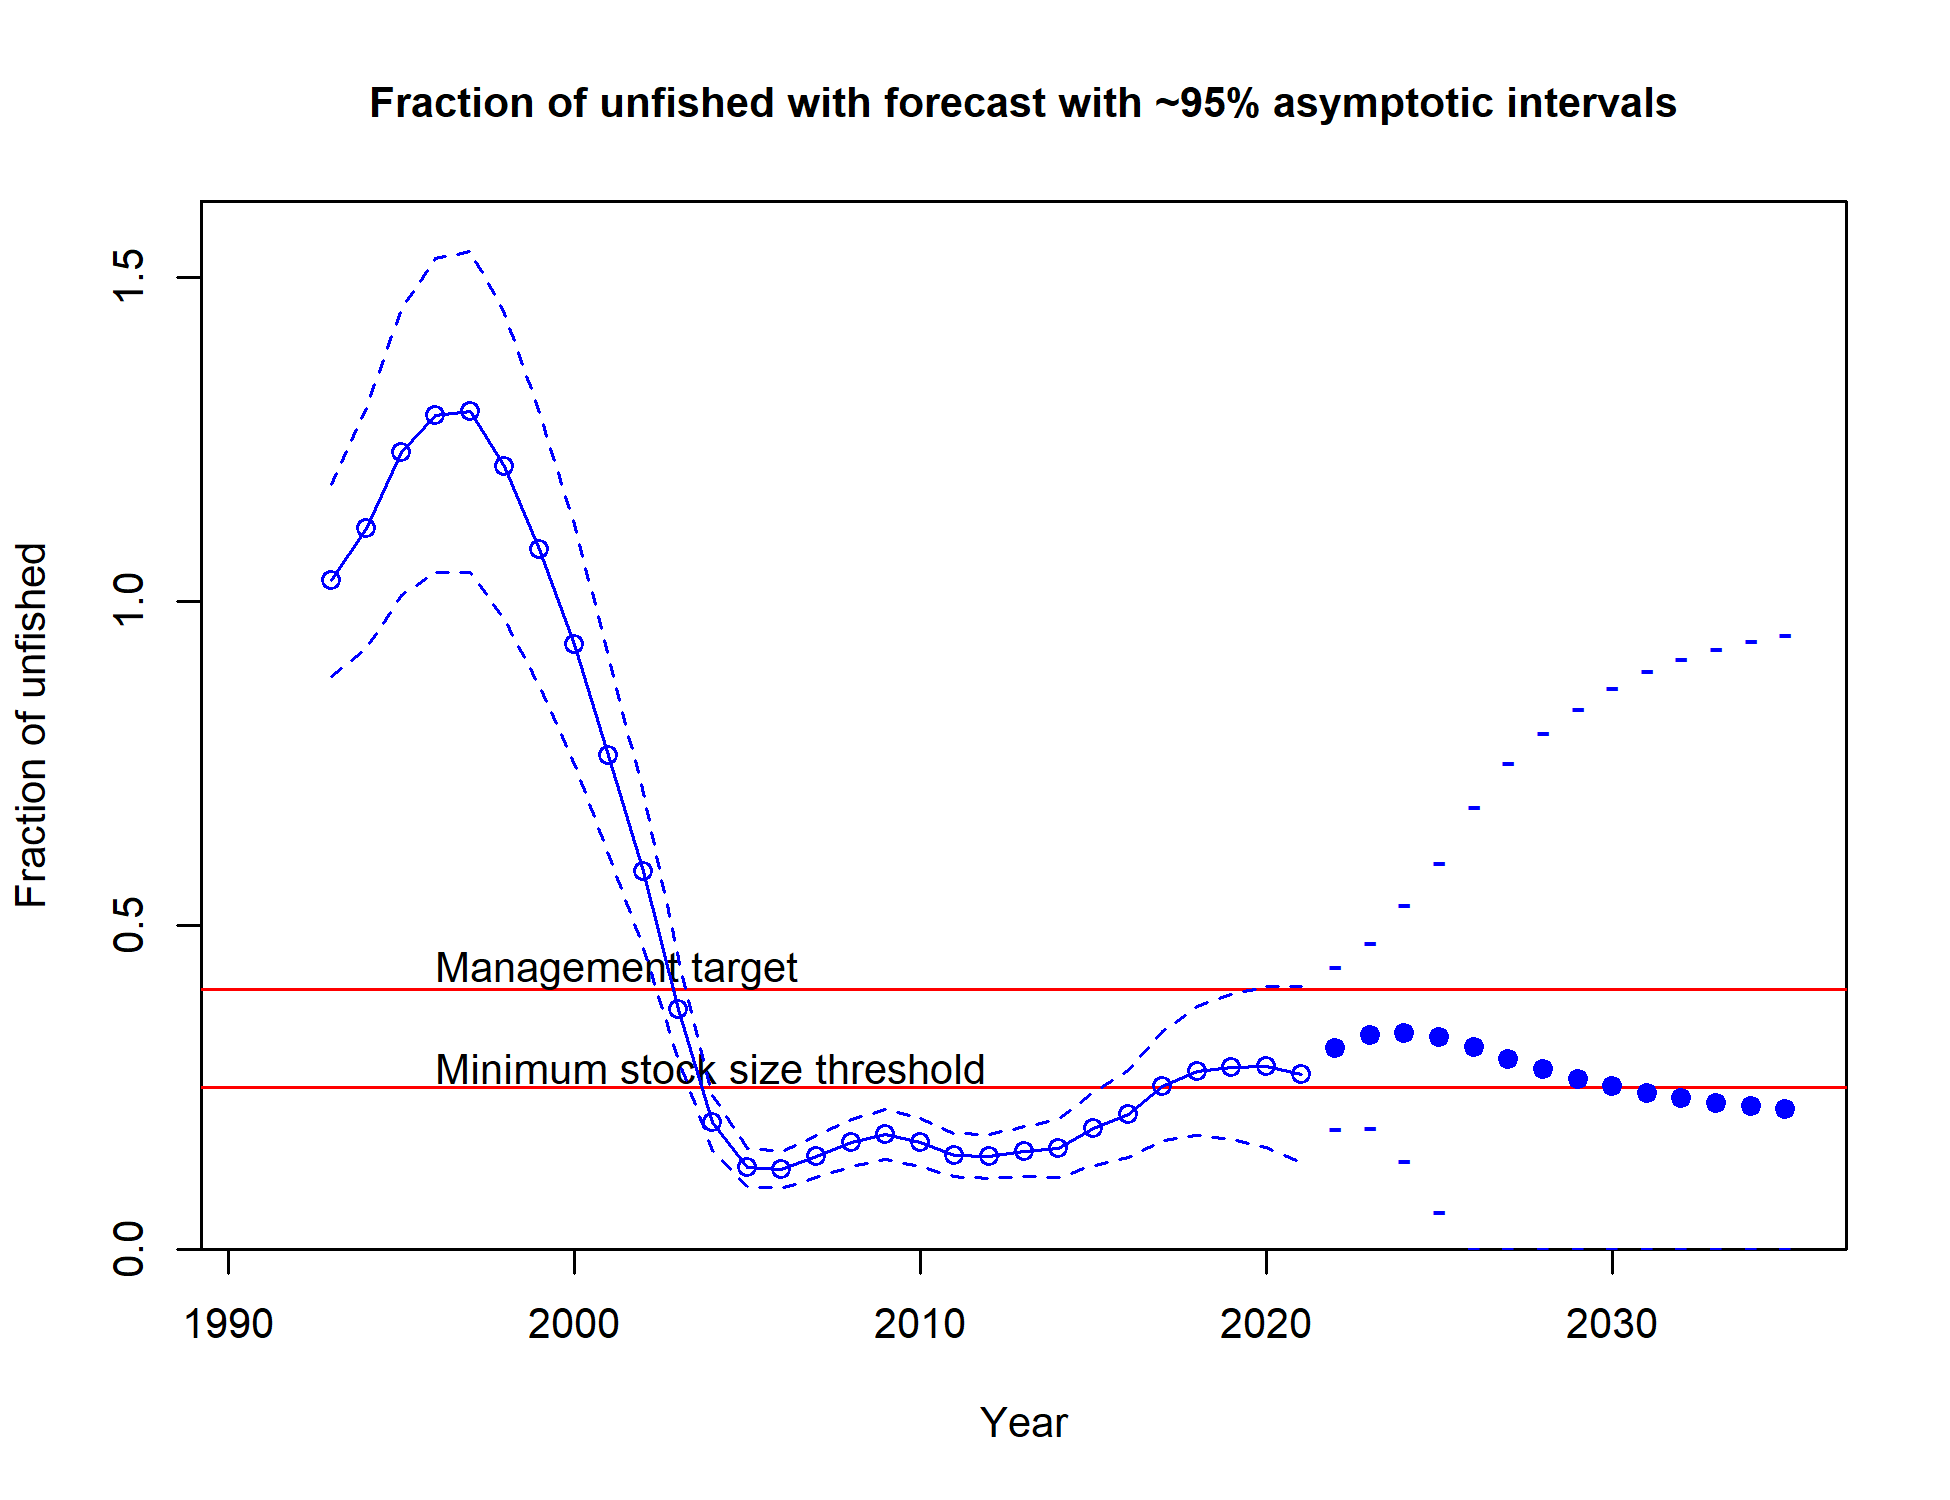 Fraction of unfished with forecast with ~95% asymptotic intervals
Fraction of unfished
1.5
1.0
0.5
0.0
Management target
Minimum stock size threshold
1990 2000 2010 2020 2030
Year